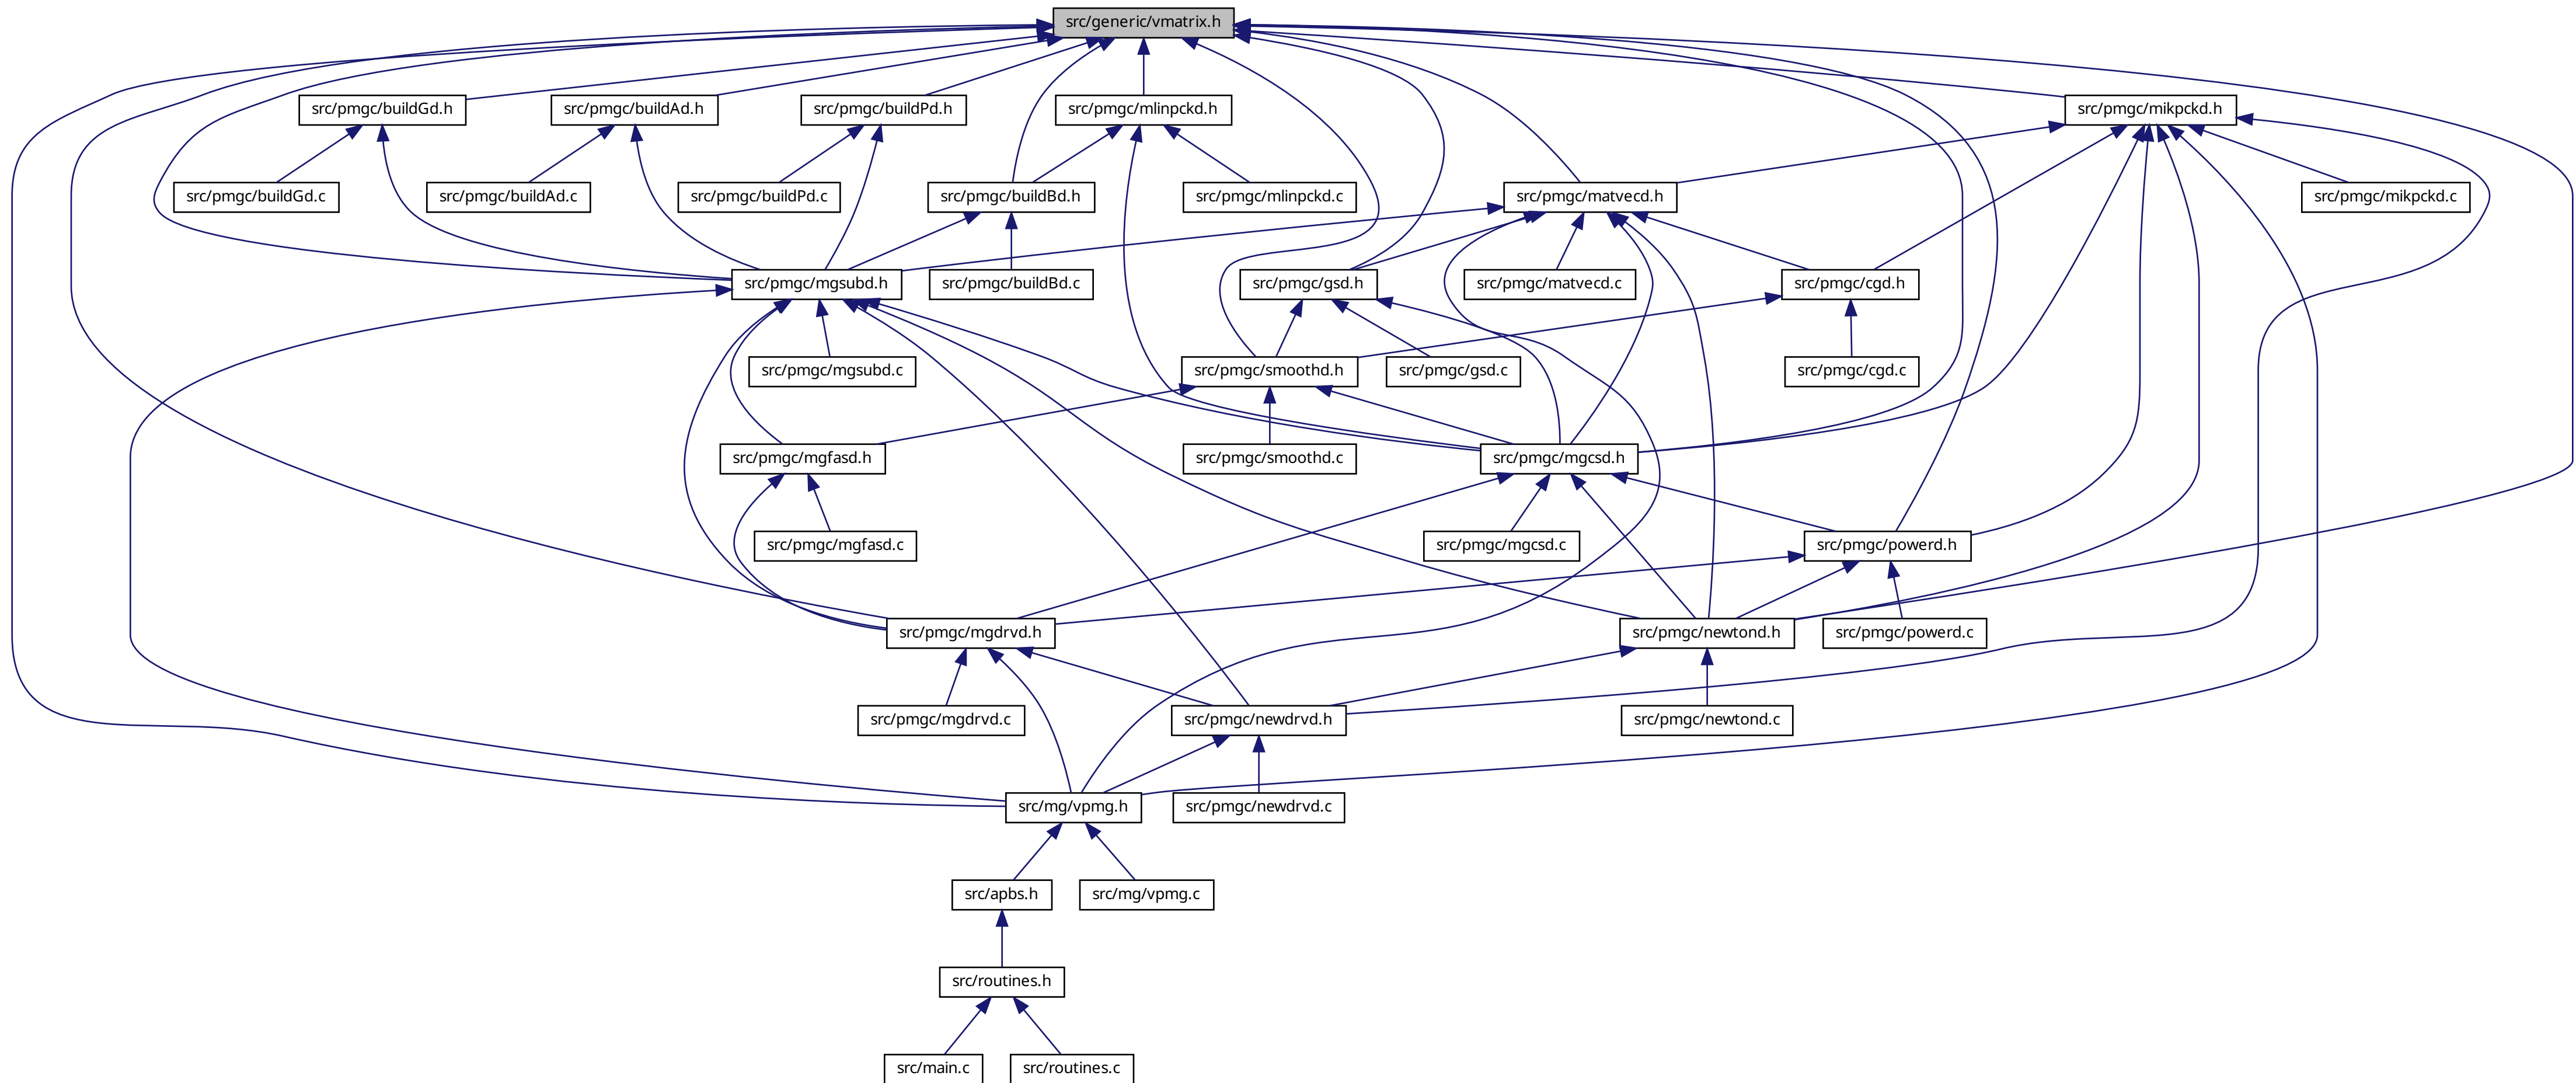 src/generic/vmatrix.h
src/pmgc/buildGd.h
src/pmgc/buildAd.h
src/pmgc/buildPd.h
src/pmgc/mlinpckd.h
src/pmgc/mikpckd.h
src/pmgc/buildGd.c
src/pmgc/buildAd.c
src/pmgc/buildPd.c
src/pmgc/buildBd.h
src/pmgc/mlinpckd.c
src/pmgc/matvecd.h
src/pmgc/mikpckd.c
src/pmgc/mgsubd.h
src/pmgc/buildBd.c
src/pmgc/gsd.h
src/pmgc/matvecd.c
src/pmgc/cgd.h
src/pmgc/mgsubd.c
src/pmgc/smoothd.h
src/pmgc/gsd.c
src/pmgc/cgd.c
src/pmgc/mgfasd.h
src/pmgc/smoothd.c
src/pmgc/mgcsd.h
src/pmgc/mgfasd.c
src/pmgc/mgcsd.c
src/pmgc/powerd.h
src/pmgc/mgdrvd.h
src/pmgc/newtond.h
src/pmgc/powerd.c
src/pmgc/mgdrvd.c
src/pmgc/newdrvd.h
src/pmgc/newtond.c
src/mg/vpmg.h
src/pmgc/newdrvd.c
src/apbs.h
src/mg/vpmg.c
src/routines.h
src/main.c
src/routines.c